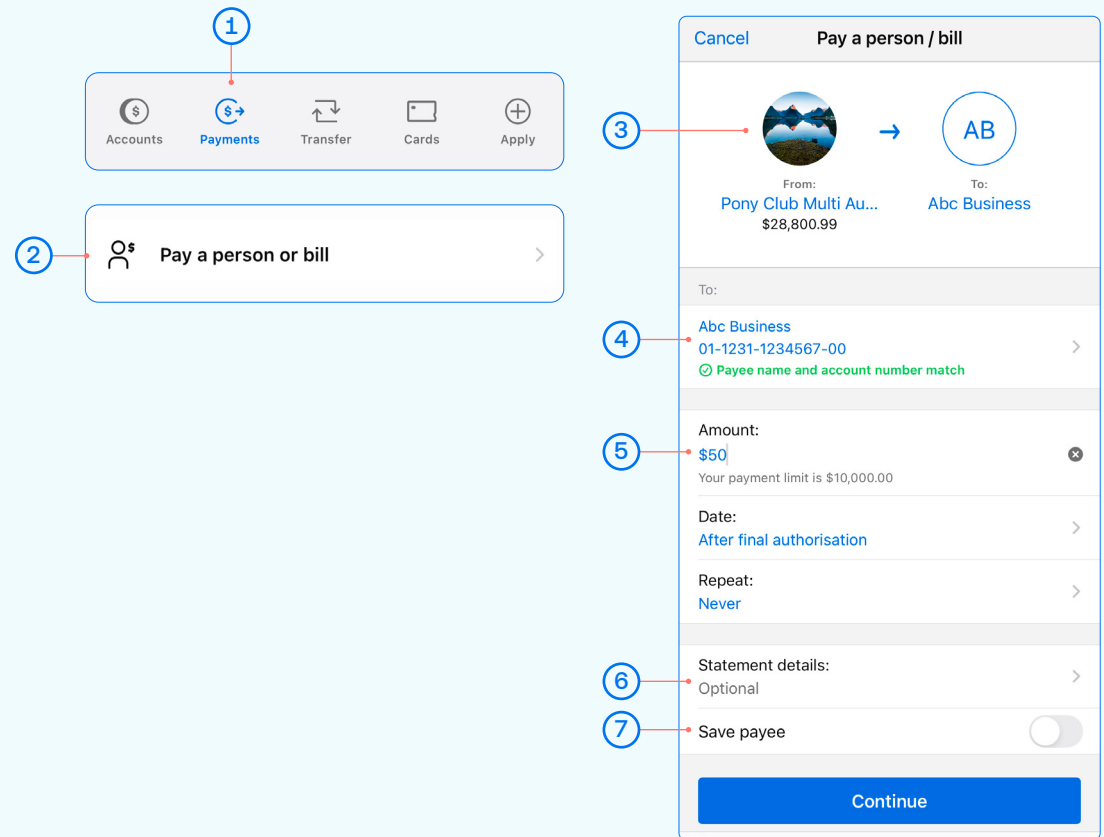 1
Accounts
Payments
Transfer
Cards
Apply
2
Pay a person or bill
Cancel
Pay a person / bill
3
AB
From:
To:
Pony Club Multi Au...
Abc Business
$28,800.99
To:
4
Abc Business
01-1231-1234567-00
Payee name and account number match
5
Amount:
$50
Your payment limit is $10,000.00
Date:
After final authorisation
Repeat:
Never
6
Statement details:
Optional
7
Save payee
Continue